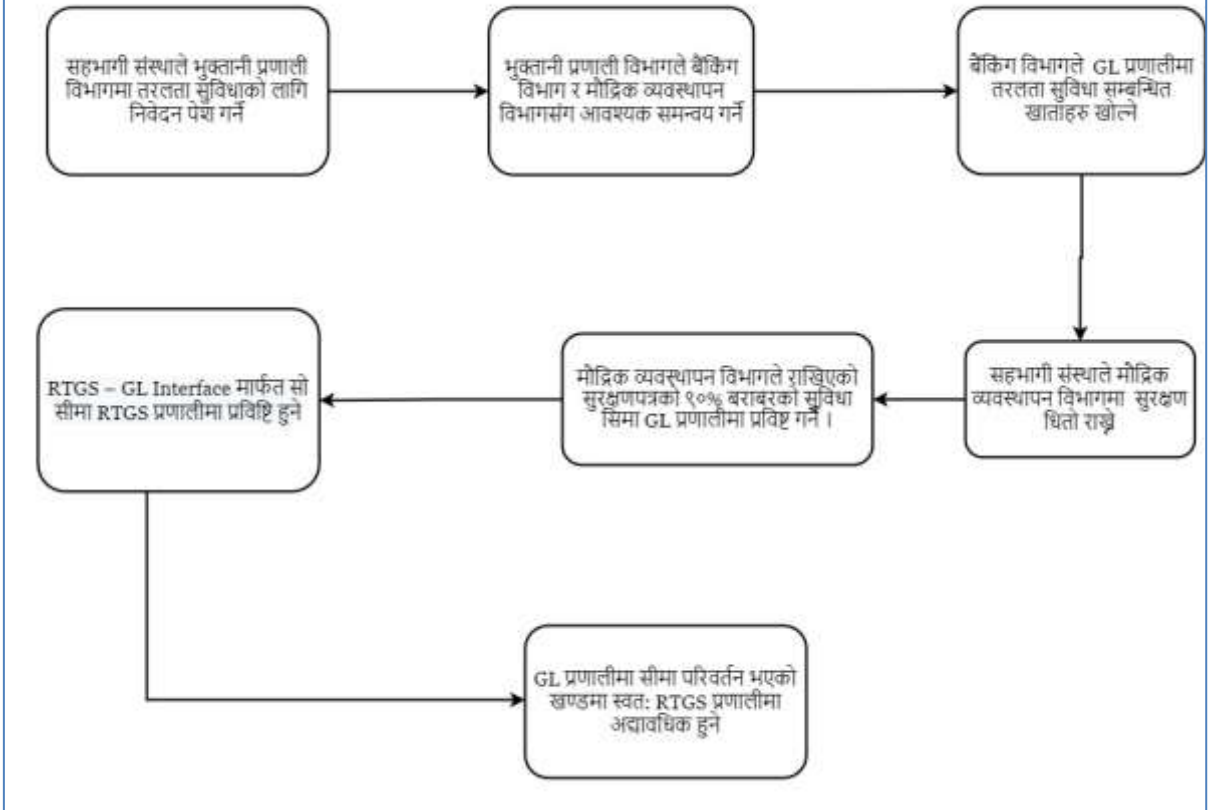 सहभागी संस्थाले भुक्तानी प्रणाली
विभागमा तरलता सुविधाको लागि
निवेदन पेश गर्ने
भुक्तानी प्रणाली विभागले बैंकिंग
विभाग र मौद्रिक व्यवस्थापन
विभागसंग आवश्यक समन्वय गर्ने
बैंकिंग विभागले GL प्रणालीमा
तरलता सुविधा सम्बन्धित
खाताहरु खोल्ने
सहभागी संस्थाले मौद्रिक
व्यवस्थापन विभागमा सुरक्षण
धितो राख्ने
मौद्रिक व्यवस्थापन विभागले राखिएको
सुरक्षणपत्रको ९०% बराबरको सुविधा
सिमा GL प्रणालीमा प्रविष्ट गर्ने ।
RTGS – GL Interface मार्फत सो
सीमा RTGS प्रणालीमा प्रविष्टि हुने
GL प्रणालीमा सीमा परिवर्तन भएको
खण्डमा स्वत: RTGS प्रणालीमा
अद्यावधिक हुने